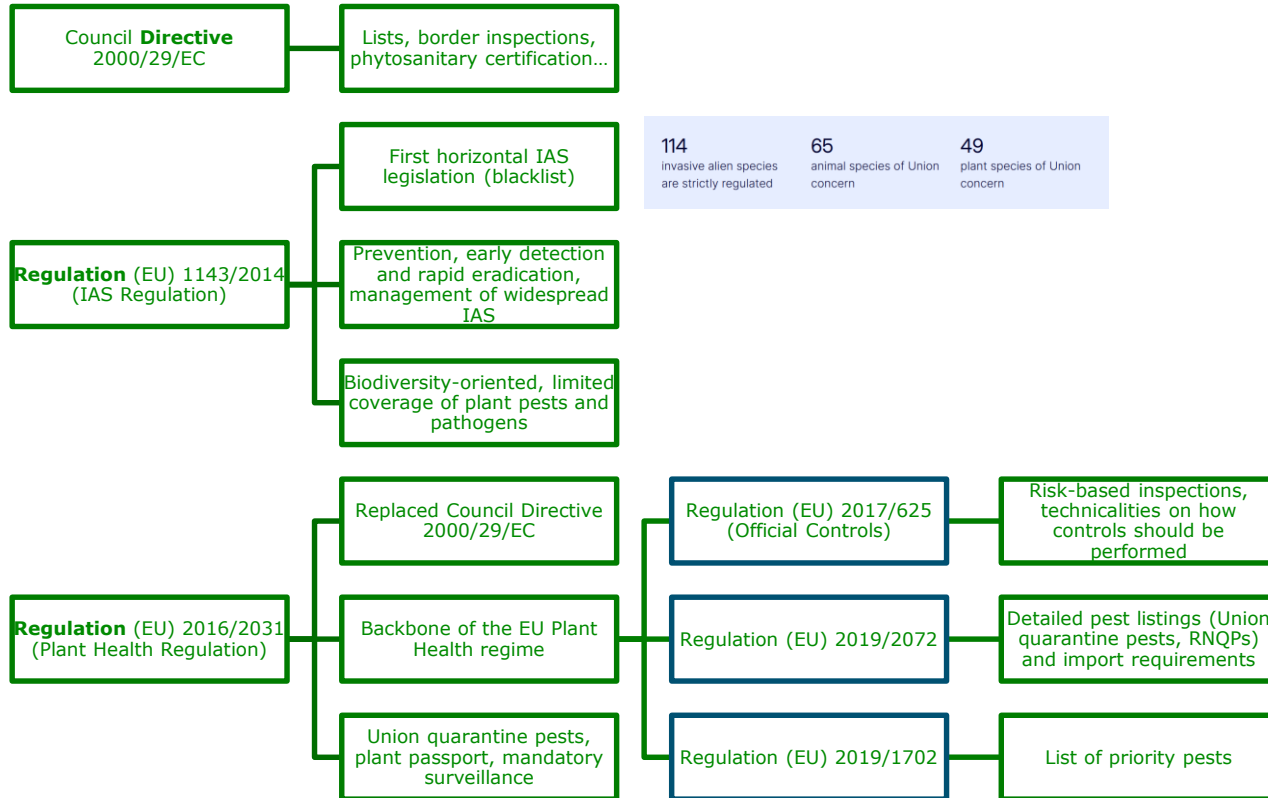 Council Directive
2000/29/EC
Lists, border inspections,
phytosanitary certification…
First horizontal IAS
legislation (blacklist)
114
invasive alien species
are strictly regulated
65
animal species of Union
concern
49
plant species of Union
concern
Regulation (EU) 1143/2014
(IAS Regulation)
Prevention, early detection
and rapid eradication,
management of widespread
IAS
Biodiversity-oriented, limited
coverage of plant pests and
pathogens
Replaced Council Directive
2000/29/EC
Regulation (EU) 2017/625
(Official Controls)
Risk-based inspections,
technicalities on how
controls should be
performed
Regulation (EU) 2016/2031
(Plant Health Regulation)
Backbone of the EU Plant
Health regime
Regulation (EU) 2019/2072
Detailed pest listings (Union
quarantine pests, RNQPs)
and import requirements
Union quarantine pests,
plant passport, mandatory
surveillance
Regulation (EU) 2019/1702
List of priority pests